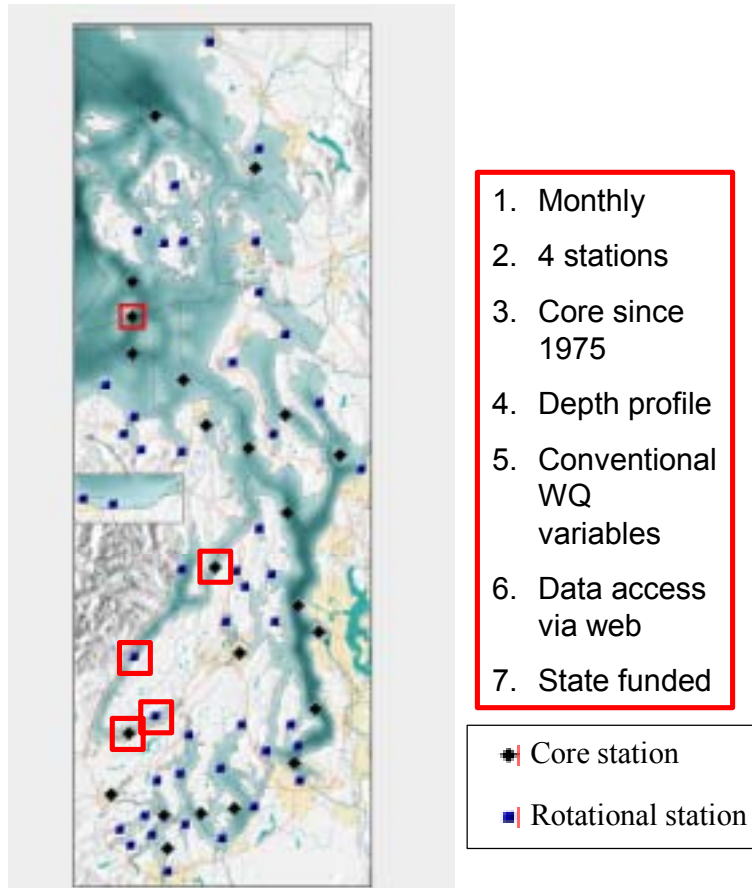 1. Monthly
2. 4 stations
3. Core since
1975
4. Depth profile
5. Conventional
WQ
variables
6. Data access
via web
7. State funded
Core station
Rotational station